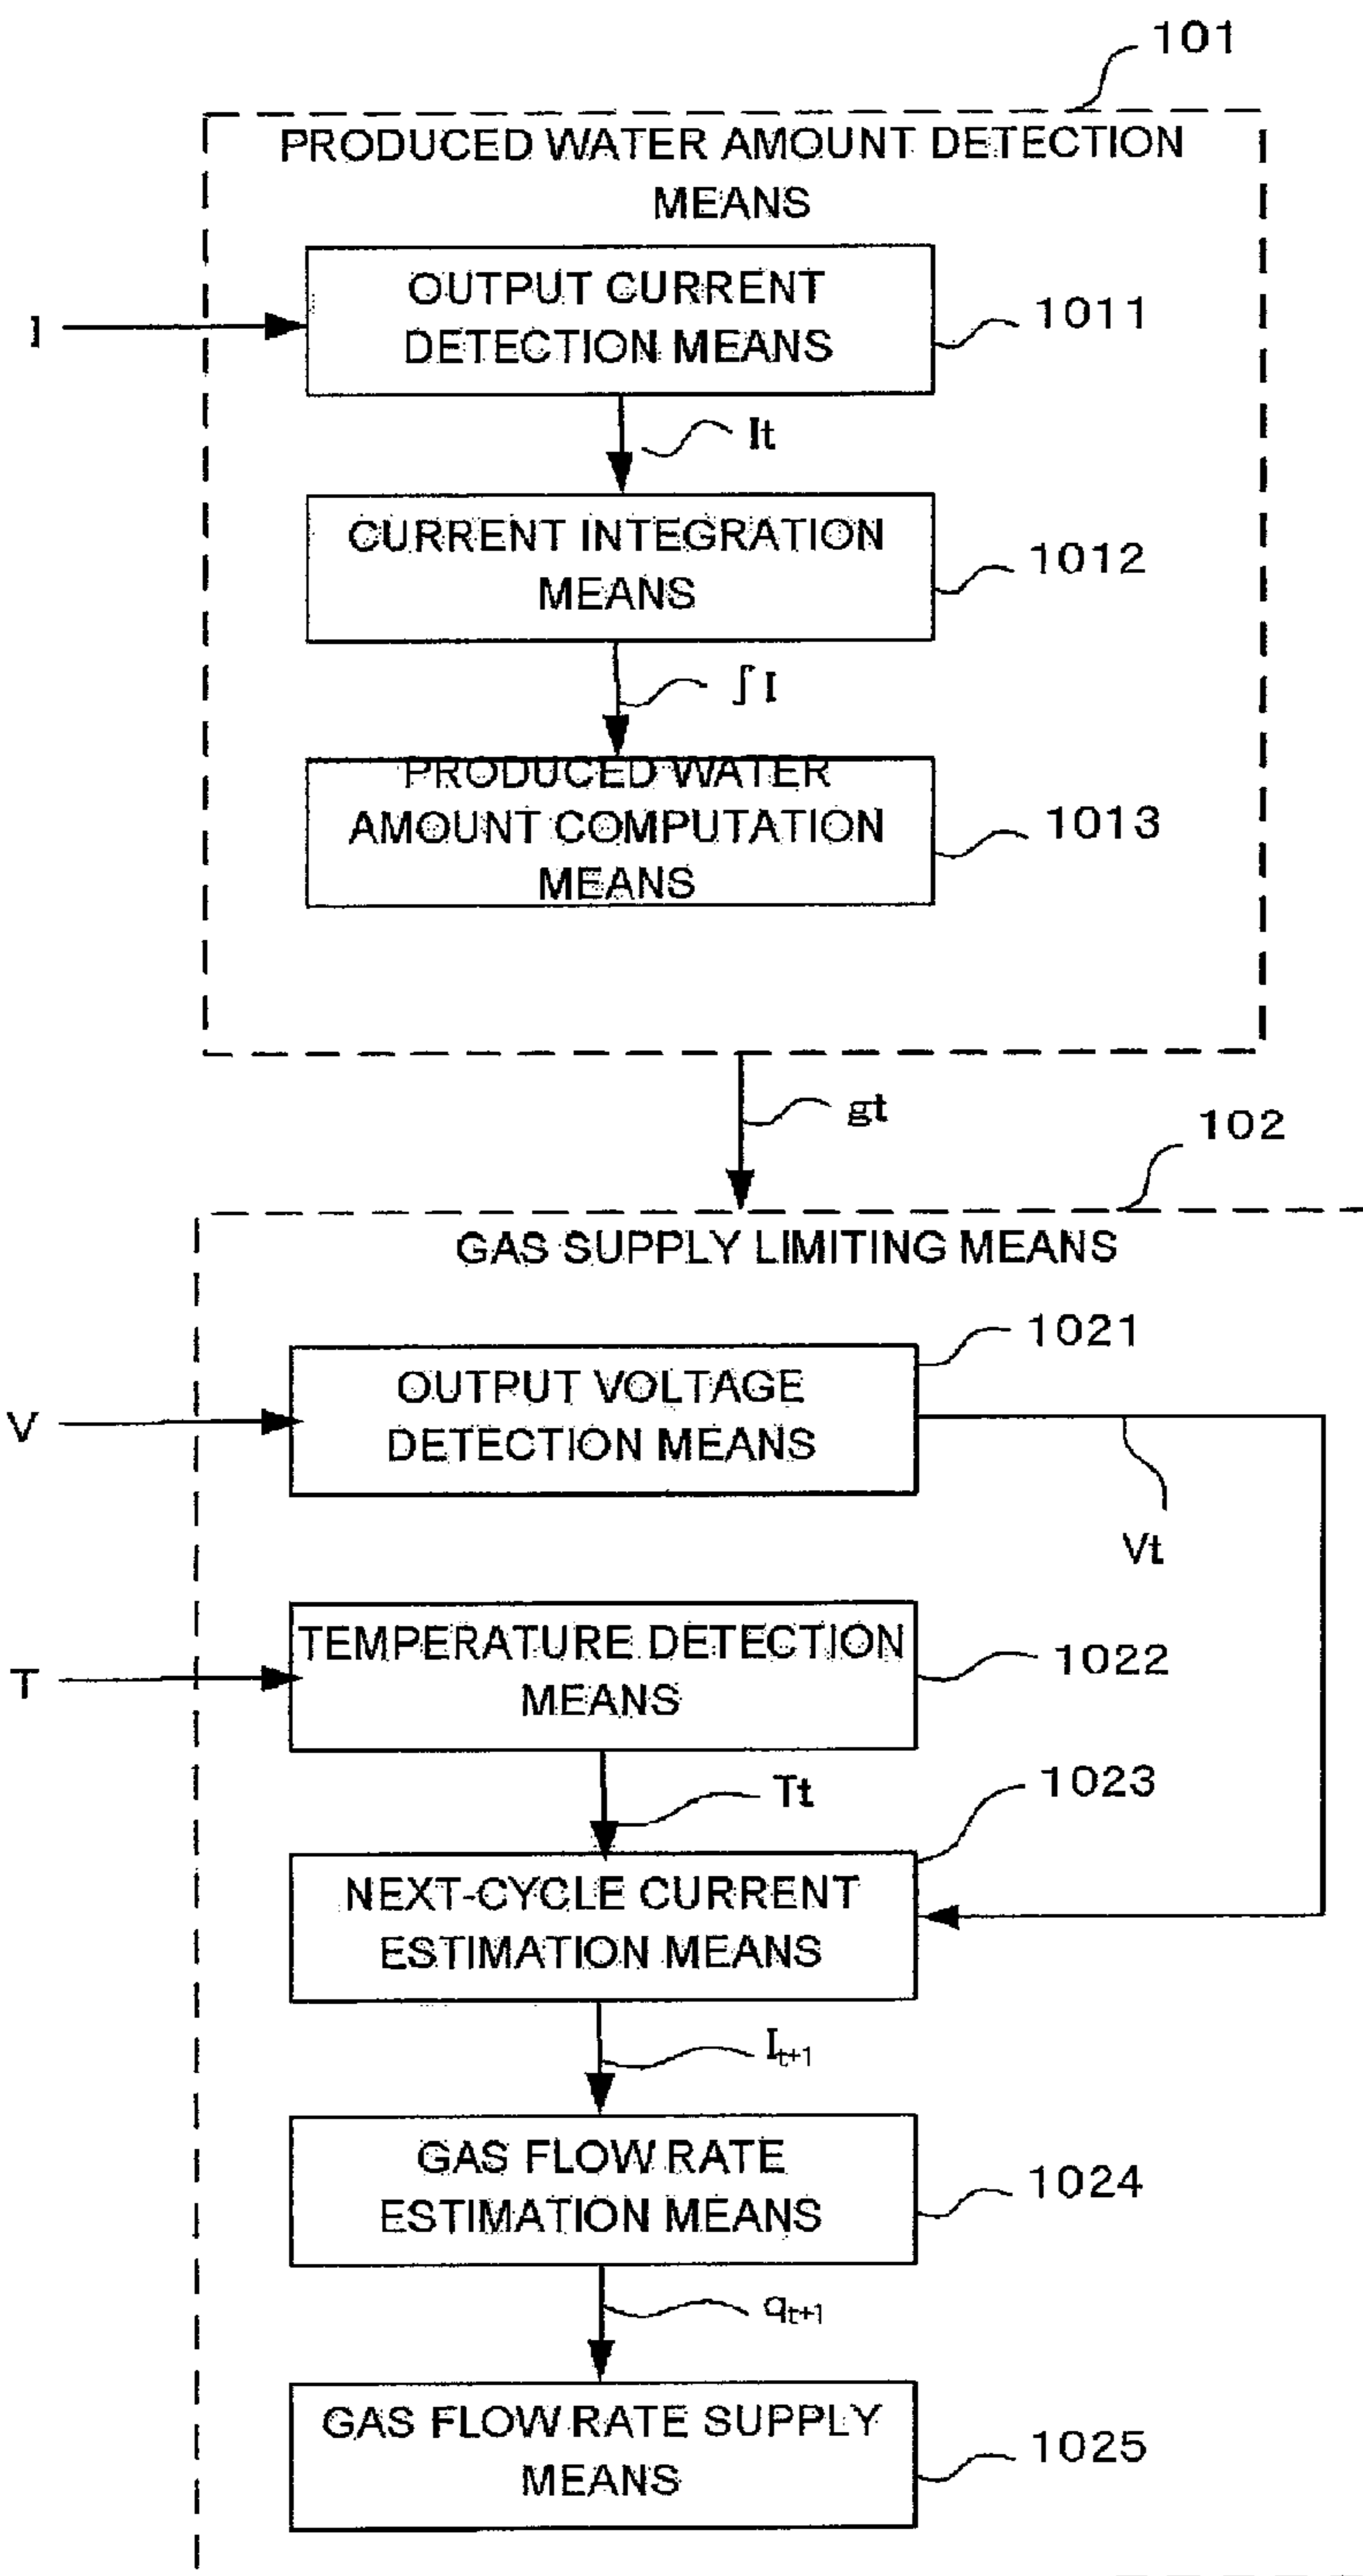 101
PRODUCED WATER AMOUNT DETECTION
MEANS
I
OUTPUT CURRENT
DETECTION MEANS
1011
It
CURRENT INTEGRATION
MEANS
1012
∫I
PRODUCED WATER
AMOUNT COMPUTATION
MEANS
1013
gt
102
GAS SUPPLY LIMITING MEANS
V
OUTPUT VOLTAGE
DETECTION MEANS
1021
Vt
T
TEMPERATURE DETECTION
MEANS
1022
Tt
1023
NEXT-CYCLE CURRENT
ESTIMATION MEANS
I_{t+1}
GAS FLOW RATE
ESTIMATION MEANS
1024
q_{t+1}
GAS FLOW RATE SUPPLY
MEANS
1025